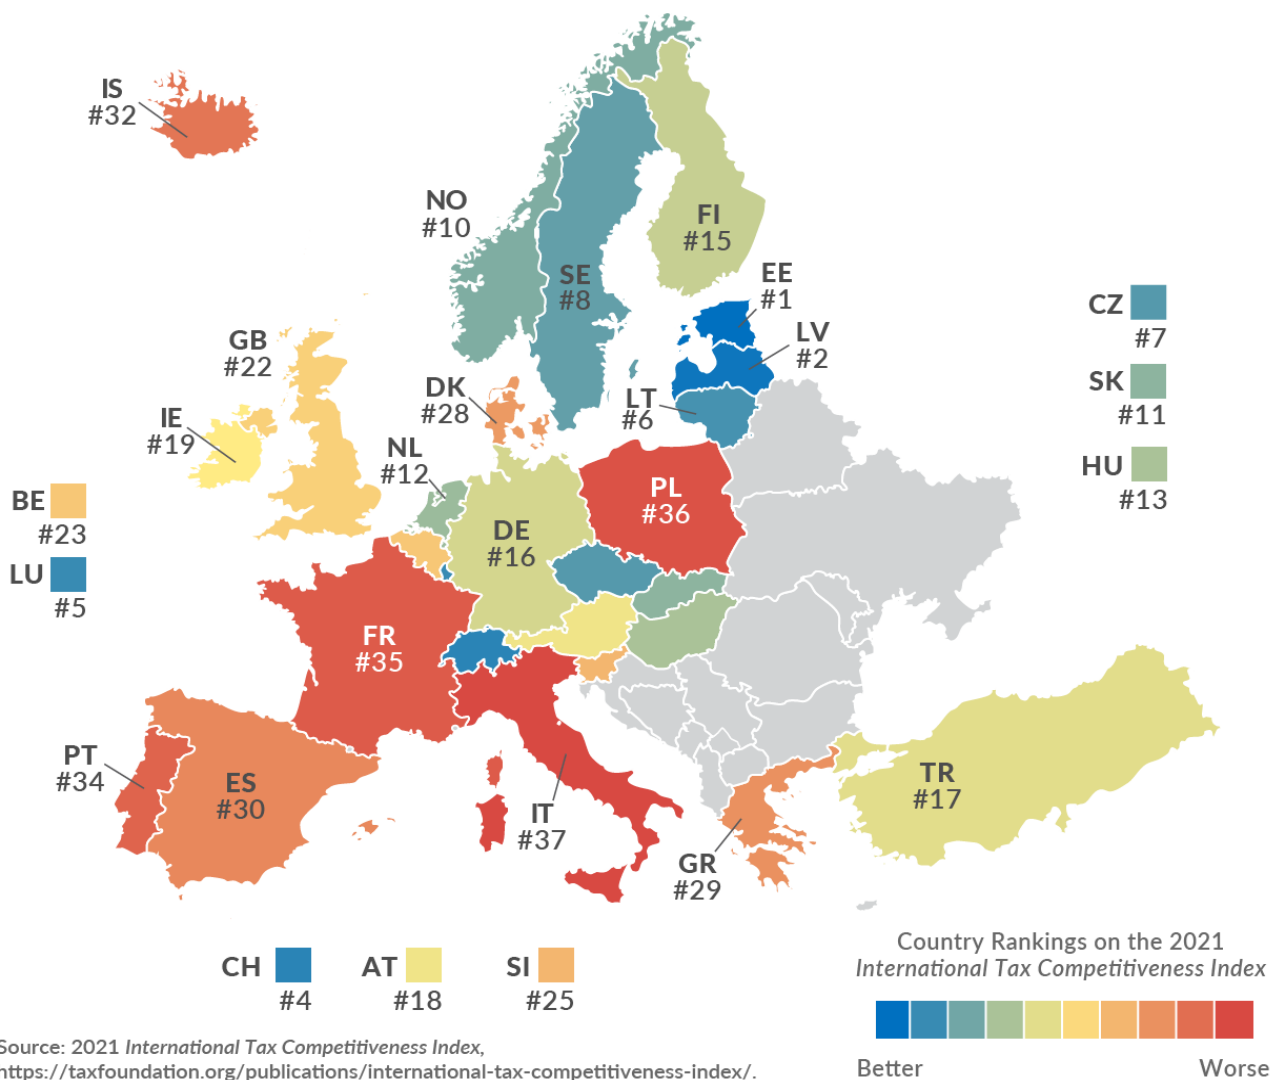 IS
#32
NO
#10
FI
#15
SE
#8
EE
#1
LV
#2
CZ
#7
GB
#22
DK
#28
LT
#6
SK
#11
IE
#19
NL
#12
HU
#13
BE
#23
PL
#36
DE
#16
LU
#5
FR
#35
PT
#34
ES
#30
IT
#37
TR
#17
GR
#29
CH
#4
AT
#18
SI
#25
Country Rankings on the 2021
International Tax Competitiveness Index
Better
Worse
Source: 2021 International Tax Competitiveness Index,
https://taxfoundation.org/publications/international-tax-competitiveness-index/.